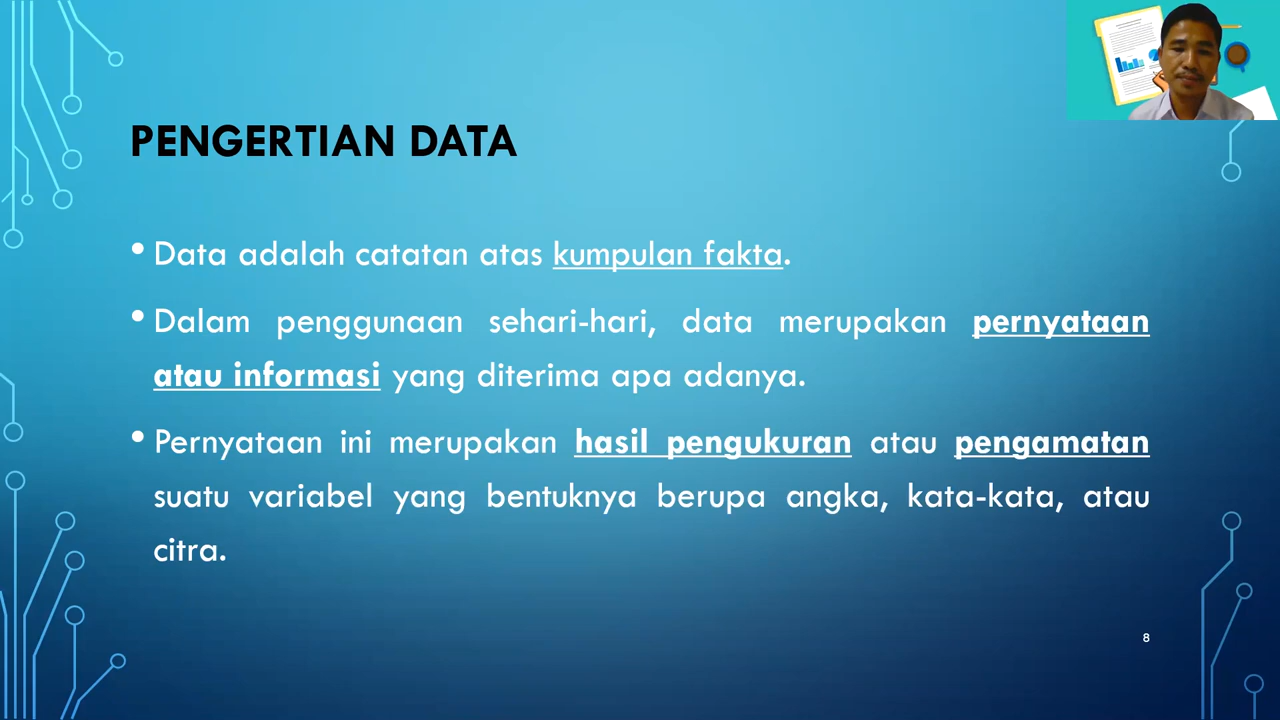 PENGERTIAN DATA
• Data adalah catatan atas kumpulan fakta.
• Dalam penggunaan sehari-hari, data merupakan pernyataan
atau informasi yang diterima apa adanya.
• Pernyataan ini merupakan hasil pengukuran atau pengamatan
suatu variabel yang bentuknya berupa angka, kata-kata, atau
citra.
8